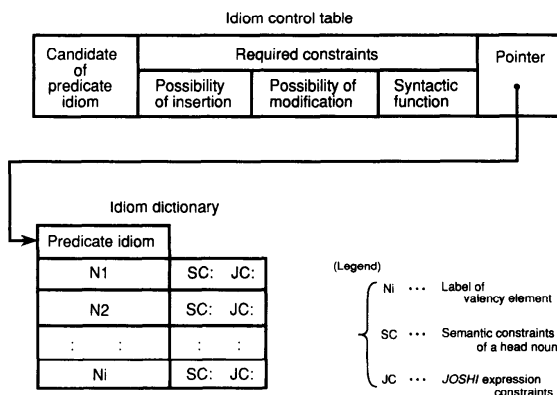 Idiom control table
Candidate
of
predicate
idiom
Required constraints
Pointer
Possibility
of insertion
Possibility of
modification
Syntactic
function
Idiom dictionary
Predicate idiom
N1 SC: JC:
N2 SC: JC:
: : : :
Ni SC: JC:
(Legend)
Ni ··· Label of
valency element
SC ··· Semantic constraints
of a head noun
JC ··· JOSHI expression
constraints